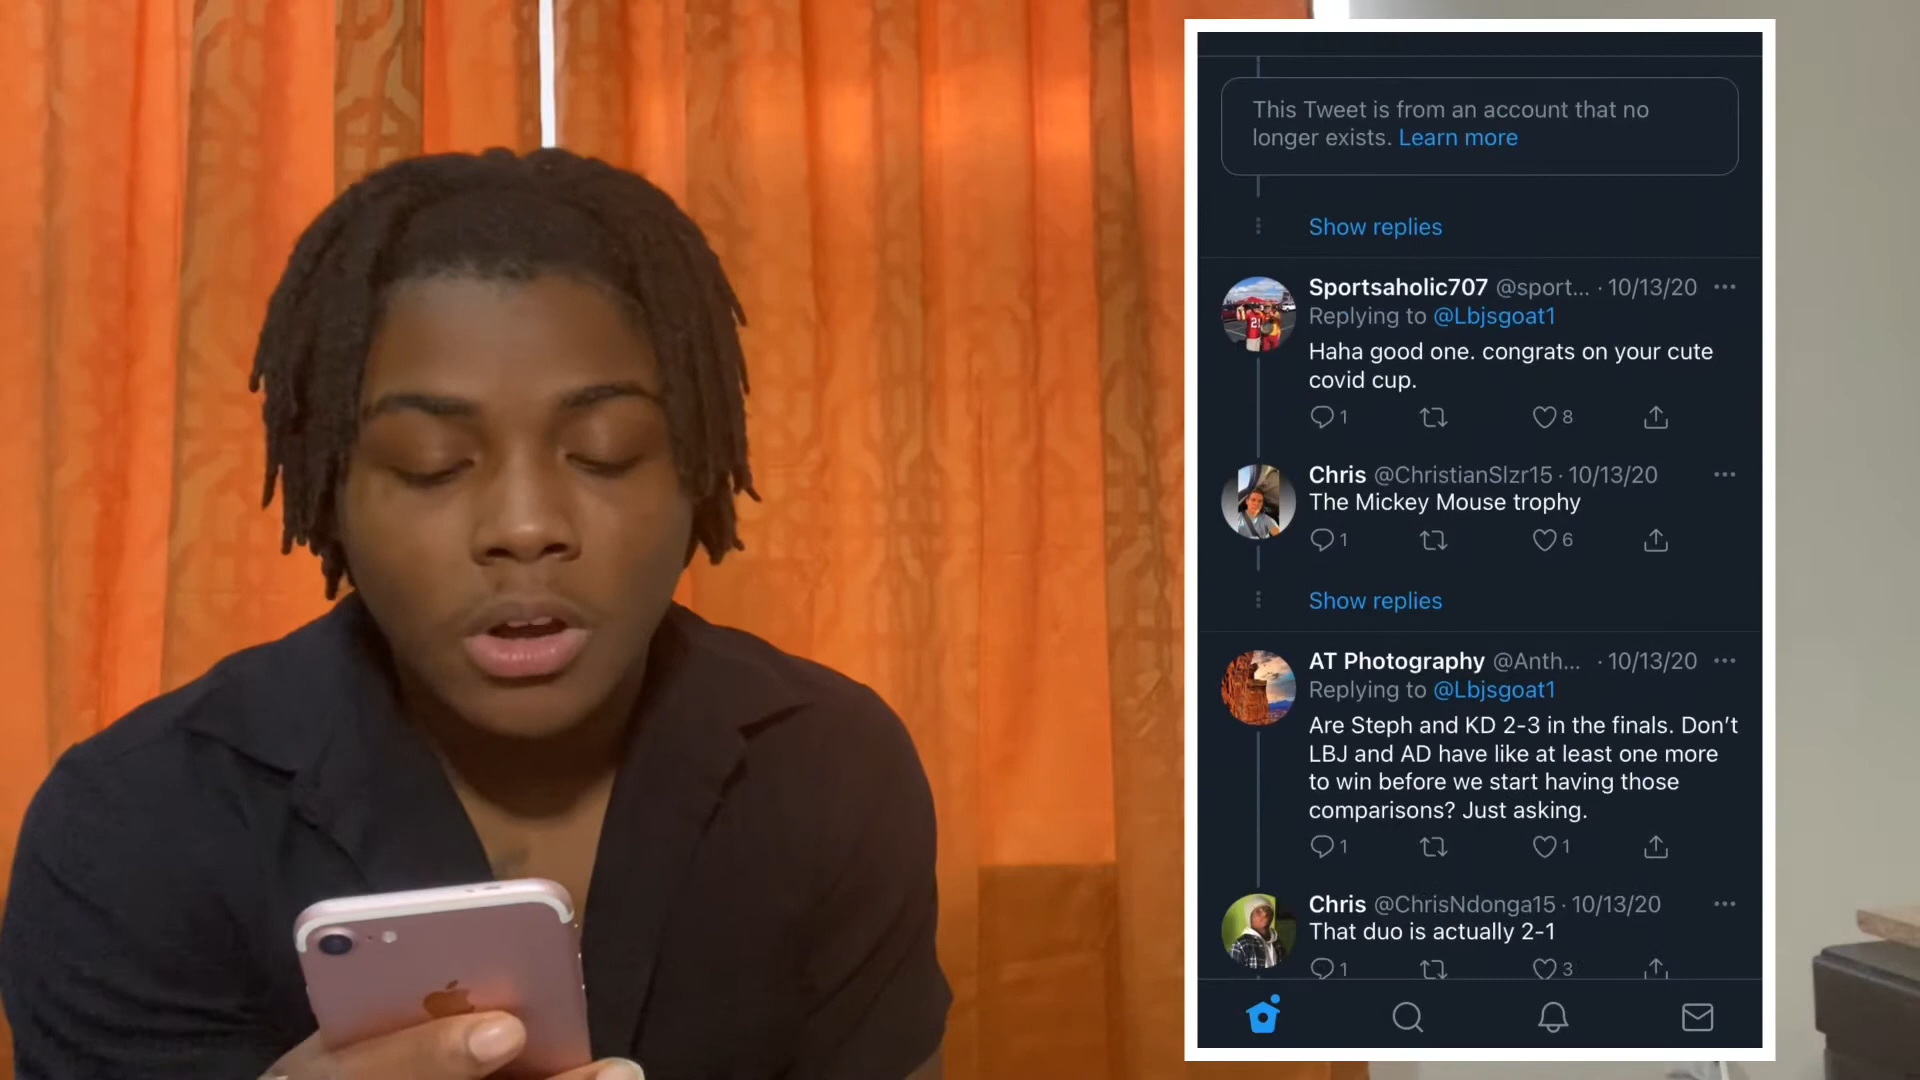 This Tweet is from an account that no
longer exists. Learn more
Show replies
Sportsaholic707 @sport... · 10/13/20
Replying to @Lbjsgoat1
Haha good one. congrats on your cute
covid cup.
1 8
Chris @ChristianSlzr15 · 10/13/20
The Mickey Mouse trophy
1 6
Show replies
AT Photography @Anth... · 10/13/20
Replying to @Lbjsgoat1
Are Steph and KD 2-3 in the finals. Don’t
LBJ and AD have like at least one more
to win before we start having those
comparisons? Just asking.
1 1
Chris @ChrisNdonga15 · 10/13/20
That duo is actually 2-1
1 3